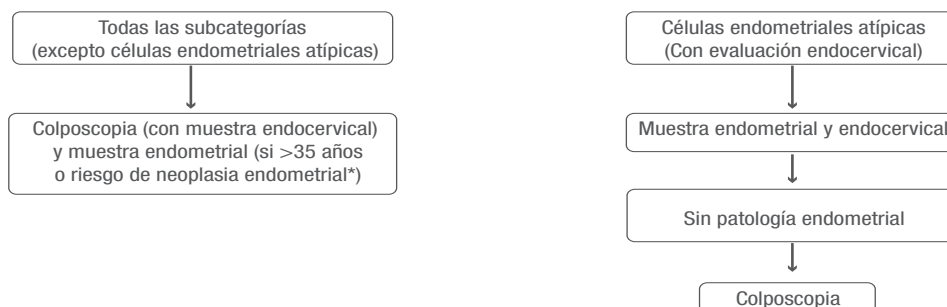 Todas las subcategorías
(excepto células endometriales atípicas)
Colposcopia (con muestra endocervical)
y muestra endometrial (si >35 años
o riesgo de neoplasia endometrial*)
Células endometriales atípicas
(Con evaluación endocervical)
Muestra endometrial y endocervical
Sin patología endometrial
Colposcopia